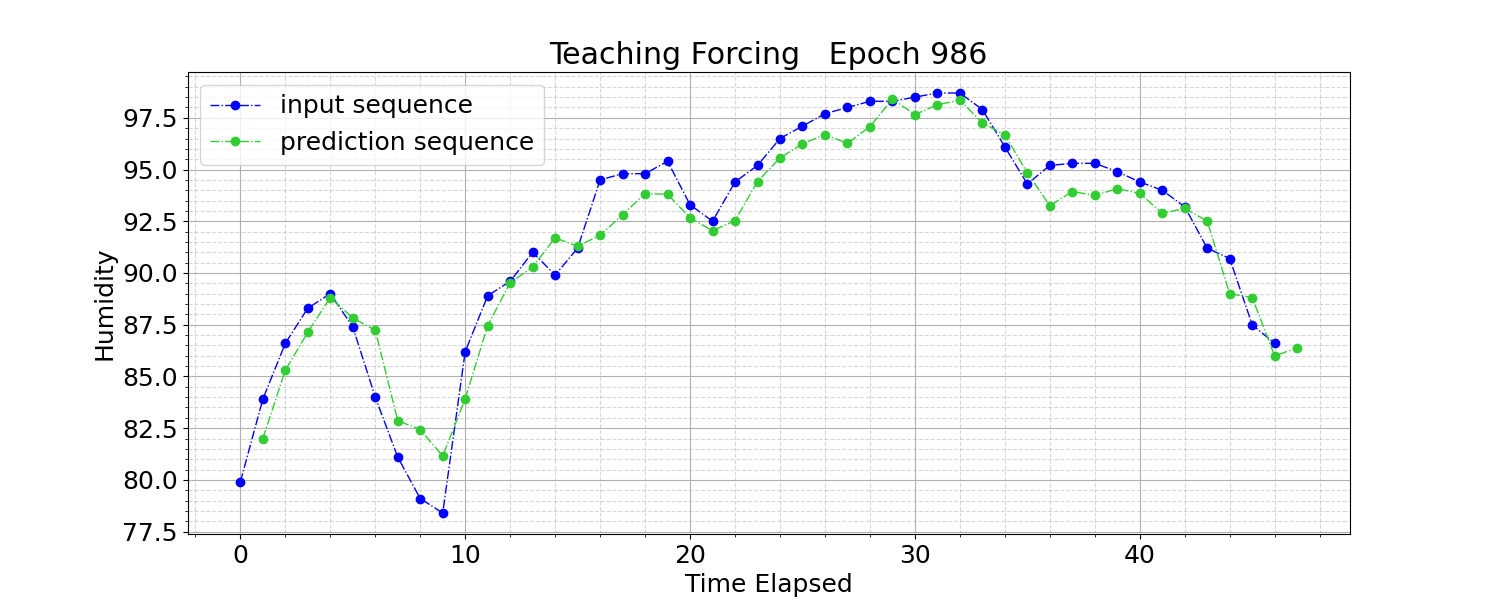 Teaching Forcing   Epoch 986
input sequence
prediction sequence
97.5
95.0
92.5
90.0
87.5
85.0
82.5
80.0
77.5
Humidity
0 10 20 30 40
Time Elapsed